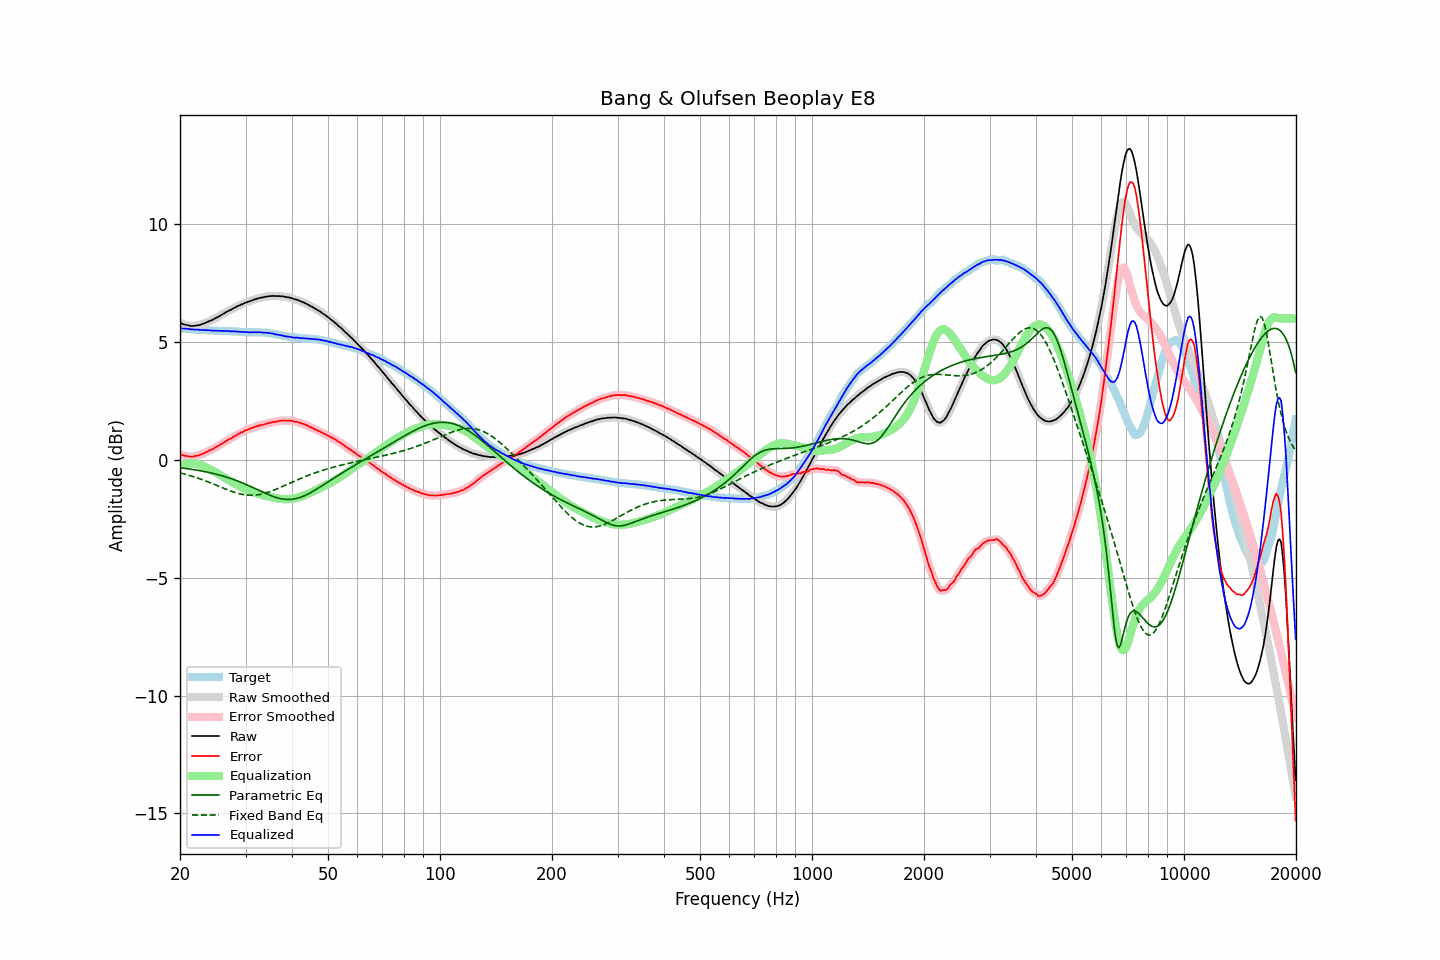 Bang & Olufsen Beoplay E8
Amplitude (dBr)
10
5
0
−5
−10
−15
Target
Raw Smoothed
Error Smoothed
Raw
Error
Equalization
Parametric Eq
Fixed Band Eq
Equalized
20 50 100 200 500 1000 2000 5000 10000 20000
Frequency (Hz)